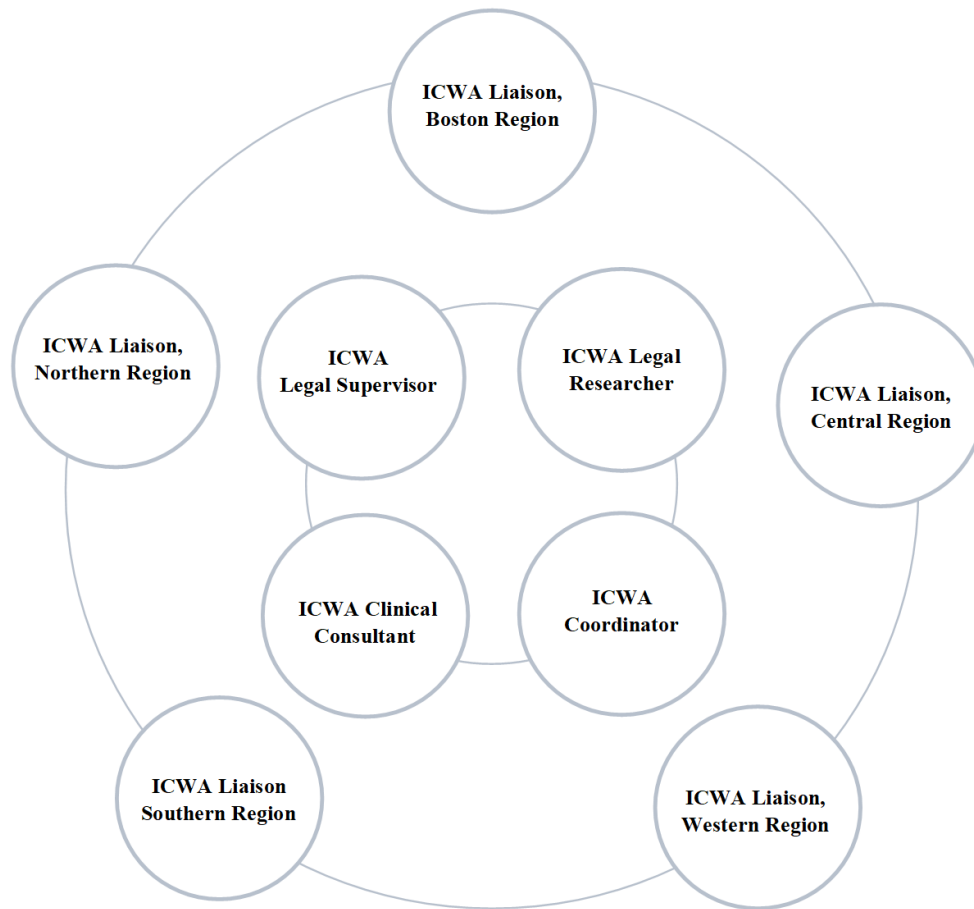 ICWA Liaison,
Boston Region
ICWA Liaison,
Northern Region
ICWA
Legal Supervisor
ICWA Legal
Researcher
ICWA Liaison,
Central Region
ICWA Clinical
Consultant
ICWA
Coordinator
ICWA Liaison
Southern Region
ICWA Liaison,
Western Region